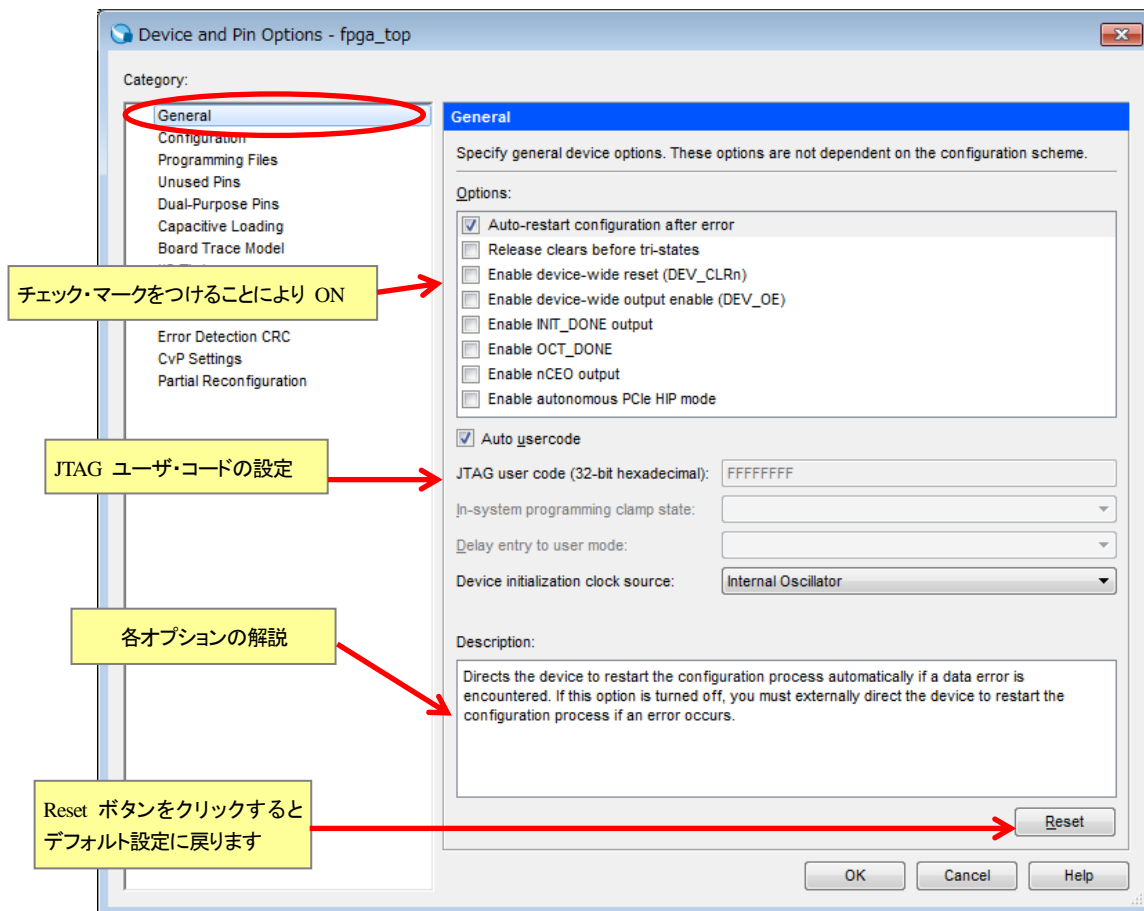 Device and Pin Options - fpga_top
Category:
General
Configuration
Programming Files
Unused Pins
Dual-Purpose Pins
Capacitive Loading
Board Trace Model
Error Detection CRC
CvP Settings
Partial Reconfiguration
General
Specify general device options. These options are not dependent on the configuration scheme.
Options:
Auto-restart configuration after error
Release clears before tri-states
Enable device-wide reset (DEV_CLRn)
Enable device-wide output enable (DEV_OE)
Enable INIT_DONE output
Enable OCT_DONE
Enable nCEO output
Enable autonomous PCIe HIP mode
チェック・マークをつけることにより ON
Auto usercode
JTAG user code (32-bit hexadecimal): FFFFFFFF
JTAG ユーザ・コードの設定
In-system programming clamp state:
Delay entry to user mode:
Device initialization clock source: Internal Oscillator
各オプションの解説
Description:
Directs the device to restart the configuration process automatically if a data error is
encountered. If this option is turned off, you must externally direct the device to restart the
configuration process if an error occurs.
Reset ボタンをクリックすると
デフォルト設定に戻ります
Reset
OK
Cancel
Help